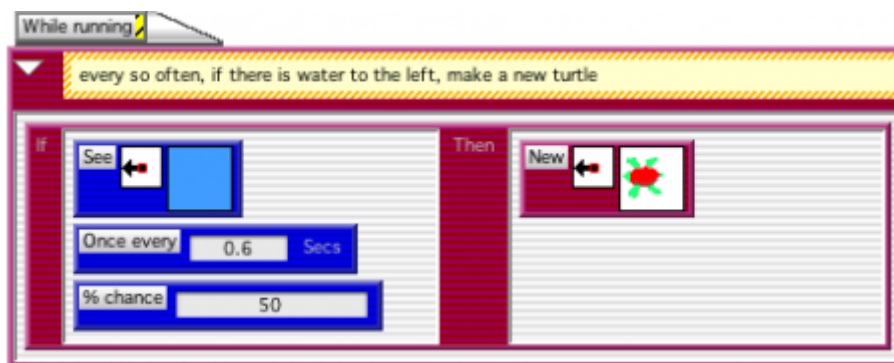 While running
every so often, if there is water to the left, make a new turtle
If
See
Then
New
Once every 0.6 Secs
% chance 50